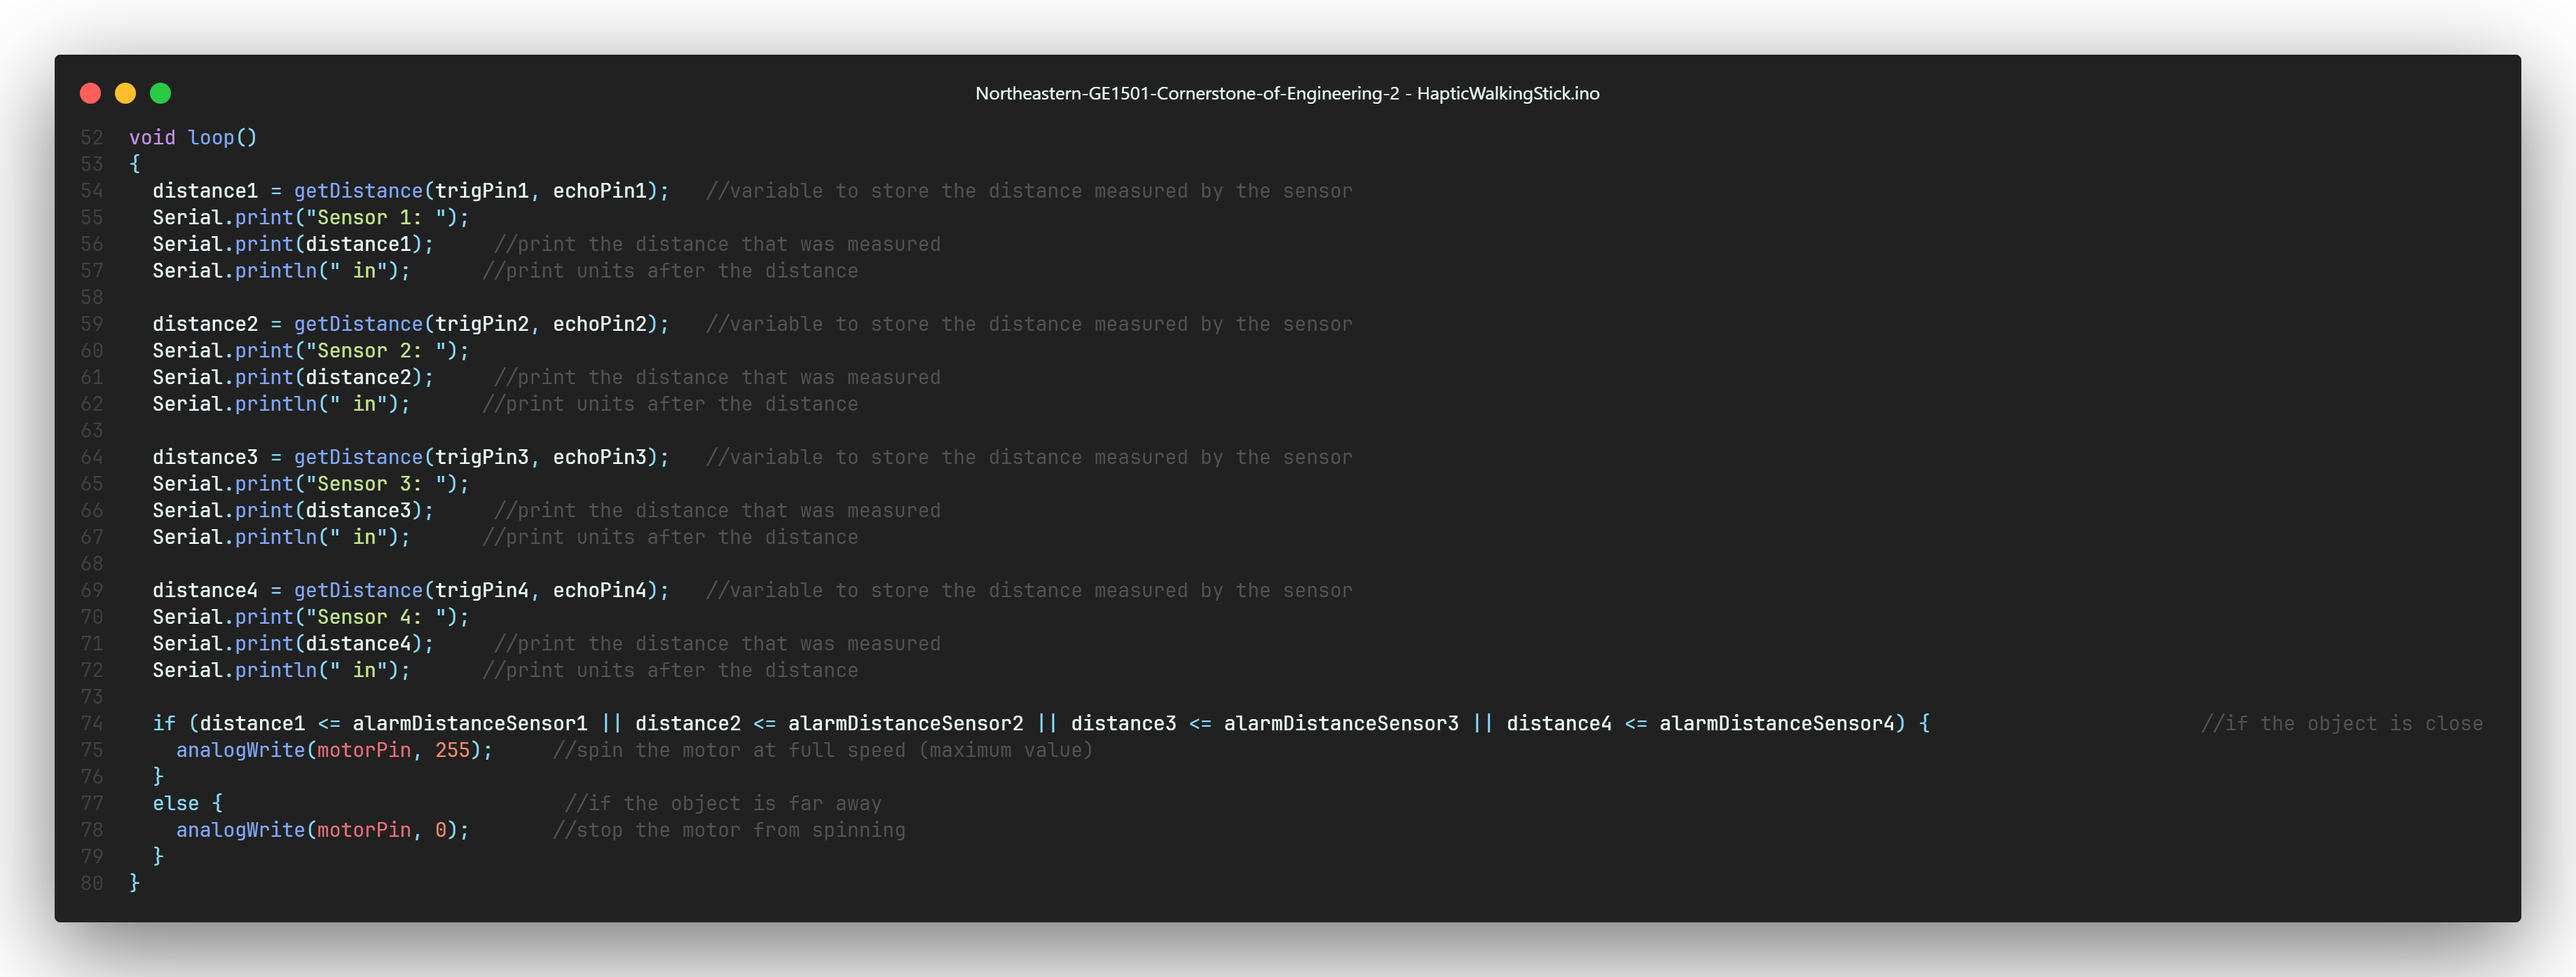 Northeastern-GE1501-Cornerstone-of-Engineering-2 - HapticWalkingStick.ino
52 void loop()
53 {
54   distance1 = getDistance(trigPin1, echoPin1);   //variable to store the distance measured by the sensor
55   Serial.print("Sensor 1: ");
56   Serial.print(distance1);     //print the distance that was measured
57   Serial.println(" in");      //print units after the distance
58
59   distance2 = getDistance(trigPin2, echoPin2);   //variable to store the distance measured by the sensor
60   Serial.print("Sensor 2: ");
61   Serial.print(distance2);     //print the distance that was measured
62   Serial.println(" in");      //print units after the distance
63
64   distance3 = getDistance(trigPin3, echoPin3);   //variable to store the distance measured by the sensor
65   Serial.print("Sensor 3: ");
66   Serial.print(distance3);     //print the distance that was measured
67   Serial.println(" in");      //print units after the distance
68
69   distance4 = getDistance(trigPin4, echoPin4);   //variable to store the distance measured by the sensor
70   Serial.print("Sensor 4: ");
71   Serial.print(distance4);     //print the distance that was measured
72   Serial.println(" in");      //print units after the distance
73
74   if (distance1 <= alarmDistanceSensor1 || distance2 <= alarmDistanceSensor2 || distance3 <= alarmDistanceSensor3 || distance4 <= alarmDistanceSensor4) {                       //if the object is close
75     analogWrite(motorPin, 255);     //spin the motor at full speed (maximum value)
76   }
77   else {                             //if the object is far away
78     analogWrite(motorPin, 0);       //stop the motor from spinning
79   }
80 }